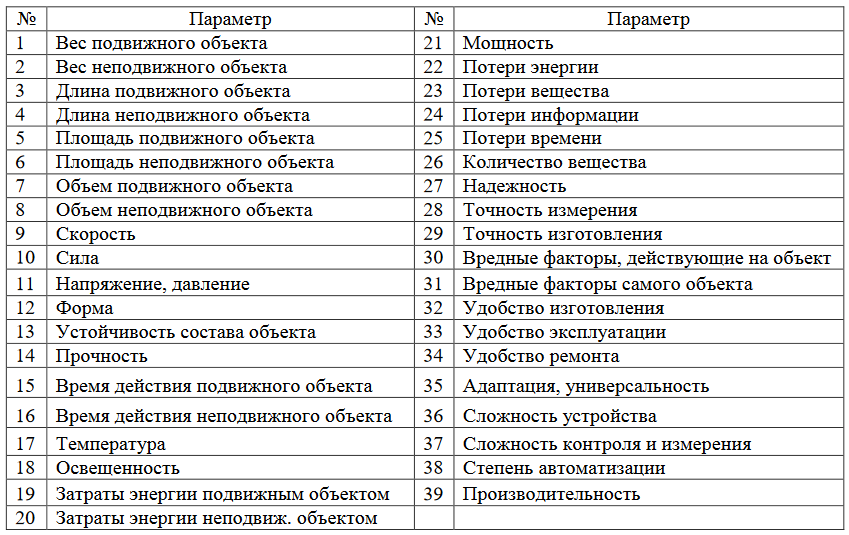 № Параметр № Параметр
1 Вес подвижного объекта 21 Мощность
2 Вес неподвижного объекта 22 Потери энергии
3 Длина подвижного объекта 23 Потери вещества
4 Длина неподвижного объекта 24 Потери информации
5 Площадь подвижного объекта 25 Потери времени
6 Площадь неподвижного объекта 26 Количество вещества
7 Объем подвижного объекта 27 Надежность
8 Объем неподвижного объекта 28 Точность измерения
9 Скорость 29 Точность изготовления
10 Сила 30 Вредные факторы, действующие на объект
11 Напряжение, давление 31 Вредные факторы самого объекта
12 Форма 32 Удобство изготовления
13 Устойчивость состава объекта 33 Удобство эксплуатации
14 Прочность 34 Удобство ремонта
15 Время действия подвижного объекта 35 Адаптация, универсальность
16 Время действия неподвижного объекта 36 Сложность устройства
17 Температура 37 Сложность контроля и измерения
18 Освещенность 38 Степень автоматизации
19 Затраты энергии подвижным объектом 39 Производительность
20 Затраты энергии неподвиж. объектом